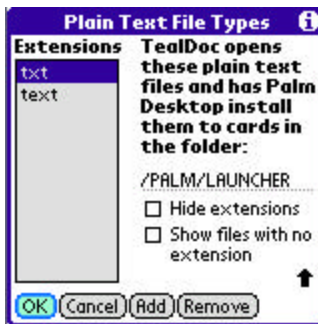 Plain Text File Types
Extensions
txt
text
TealDoc opens
these plain text
files and has Palm
Desktop install
them to cards in
the folder:
/PALM/LAUNCHER
Hide extensions
Show files with no
extension
OK Cancel Add Remove